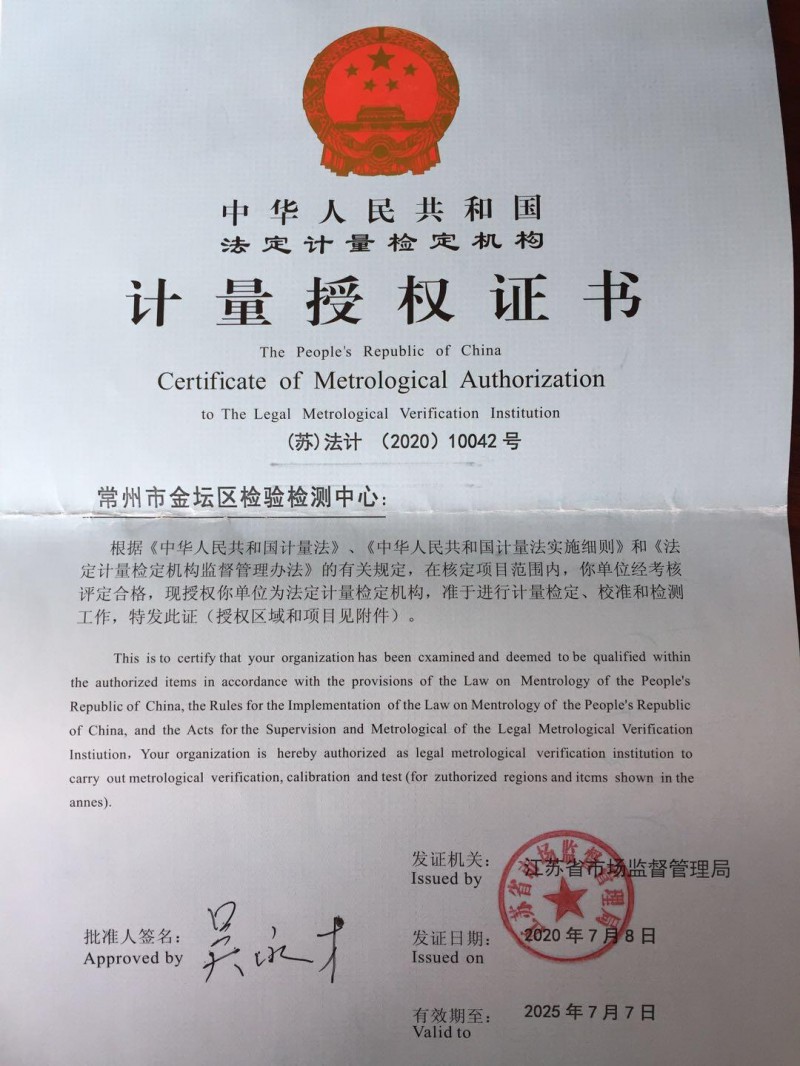 中华人民共和国
法定计量检定机构
计量授权证书
The People's Republic of China
Certificate of Metrological Authorization
to The Legal Metrological Verification Institution
(苏)法计 （2020）10042 号
常州市金坛区检验检测中心：
根据《中华人民共和国计量法》、《中华人民共和国计量法实施细则》和《法
定计量检定机构监督管理办法》的有关规定，在核定项目范围内，你单位经考核
评定合格，现授权你单位为法定计量检定机构，准于进行计量检定、校准和检测
工作，特发此证（授权区域和项目见附件）。
This is to certify that your organization has been cxamined and deemed to be qualified within
the authorized items in accordance with the provisions of the Law on Mentrology of the People's
Republic of China, the Rules for the Implementation of the Law on Mentrology of the People's Republic
of China, and the Acts for the Supervision and Metrological of the Legal Metrological Verification
Instiution，Your organization is hereby authorized as legal metrological verification institution to
carry out metrological verification, calibration and test (for zuthorized regions and itcms shown in the
annes).
发证机关：
江苏省市场监督管理局
Issued by
江苏省市场监督管理局
批准人签名：
吴永才
Approved by
发证日期：
2020 年 7 月 8 日
Issued on
有效期至：
2025 年 7 月 7 日
Valid to